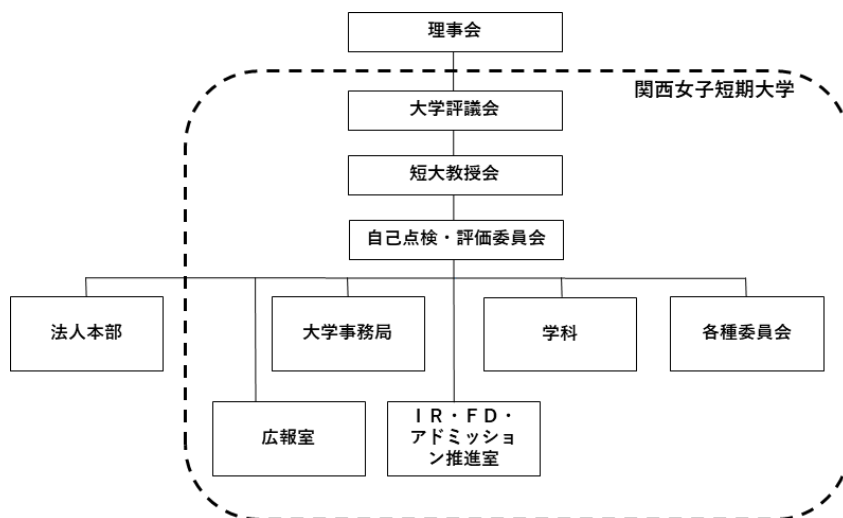 理事会
関西女子短期大学
大学評議会
短大教授会
自己点検・評価委員会
法人本部
大学事務局
学科
各種委員会
広報室
ＩＲ・ＦＤ・
アドミッショ
ン推進室